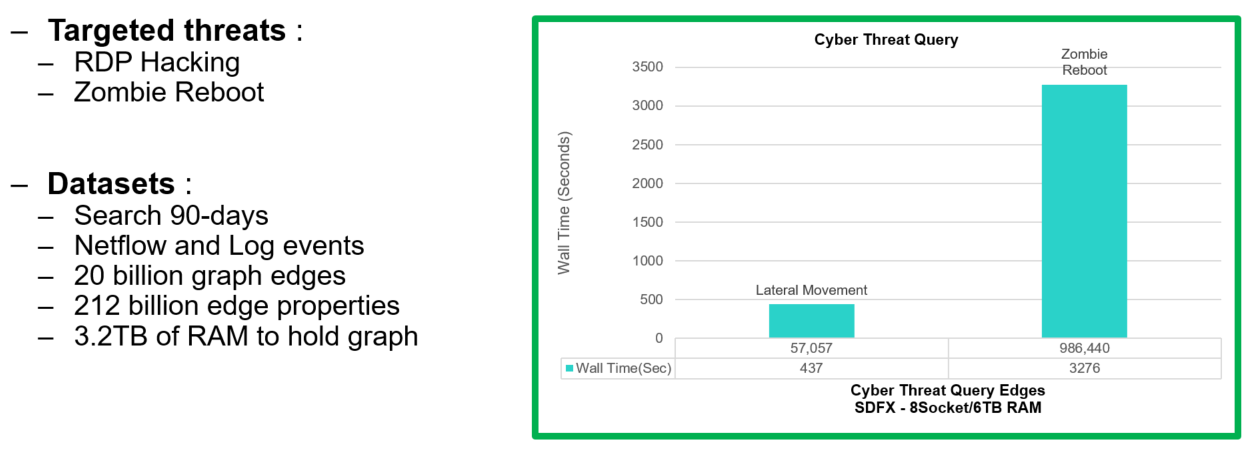 – Targeted threats :
– RDP Hacking
– Zombie Reboot
– Datasets :
– Search 90-days
– Netflow and Log events
– 20 billion graph edges
– 212 billion edge properties
– 3.2TB of RAM to hold graph
Cyber Threat Query
Zombie
Reboot
3500
3000
2500
2000
1500
1000
500
0
Wall Time (Seconds)
Lateral Movement
57,057 986,440
Wall Time(Sec) 437 3276
Cyber Threat Query Edges
SDFX - 8Socket/6TB RAM